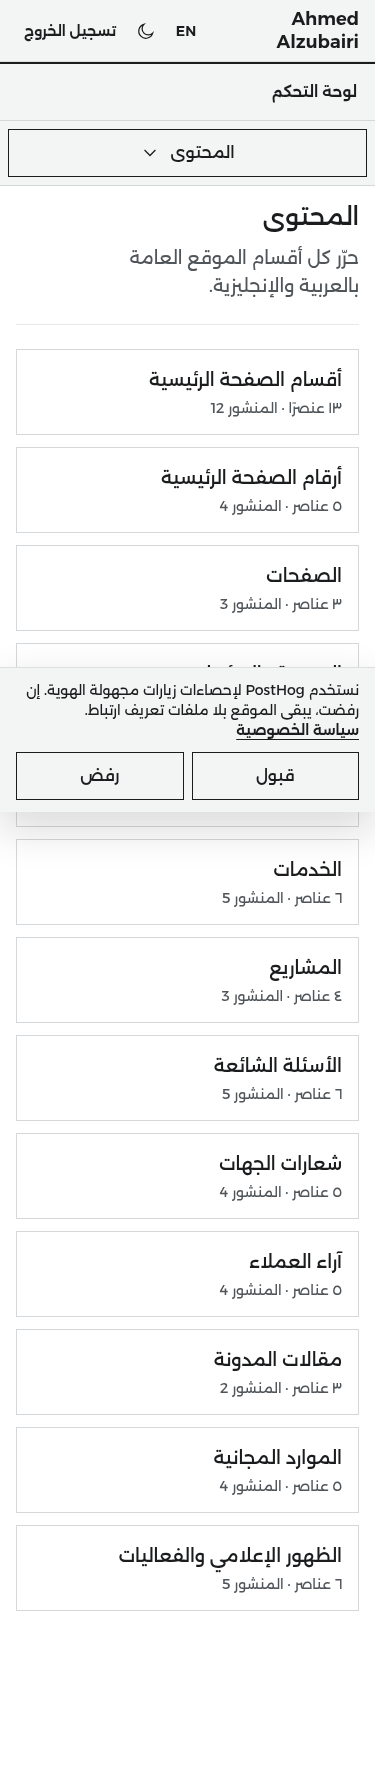 Ahmed
Alzubairi
EN
تسجيل الخروج
لوحة التحكم
المحتوى
المحتوى
حرّر كل أقسام الموقع العامة
بالعربية والإنجليزية.
أقسام الصفحة الرئيسية
١٣ عنصرًا · المنشور 12
أرقام الصفحة الرئيسية
٥ عناصر · المنشور 4
الصفحات
٣ عناصر · المنشور 3
نستخدم PostHog لإحصاءات زيارات مجهولة الهوية. إن
رفضت، يبقى الموقع بلا ملفات تعريف ارتباط.
سياسة الخصوصية
قبول
رفض
الخدمات
٦ عناصر · المنشور 5
المشاريع
٤ عناصر · المنشور 3
الأسئلة الشائعة
٦ عناصر · المنشور 5
شعارات الجهات
٥ عناصر · المنشور 4
آراء العملاء
٥ عناصر · المنشور 4
مقالات المدونة
٣ عناصر · المنشور 2
الموارد المجانية
٥ عناصر · المنشور 4
الظهور الإعلامي والفعاليات
٦ عناصر · المنشور 5